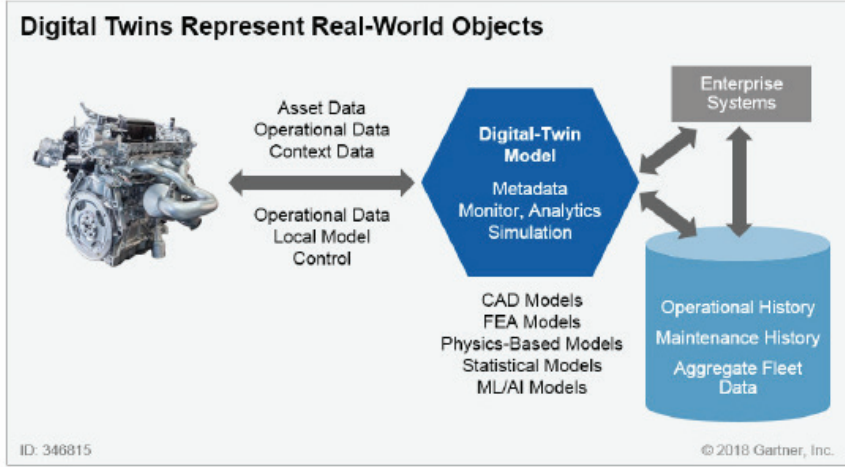 Digital Twins Represent Real-World Objects
Asset Data
Operational Data
Context Data
Operational Data
Local Model
Control
Digital-Twin
Model
Metadata
Monitor, Analytics
Simulation
CAD Models
FEA Models
Physics-Based Models
Statistical Models
ML/AI Models
Enterprise
Systems
Operational History
Maintenance History
Aggregate Fleet
Data
ID: 346815
© 2018 Gartner, Inc.